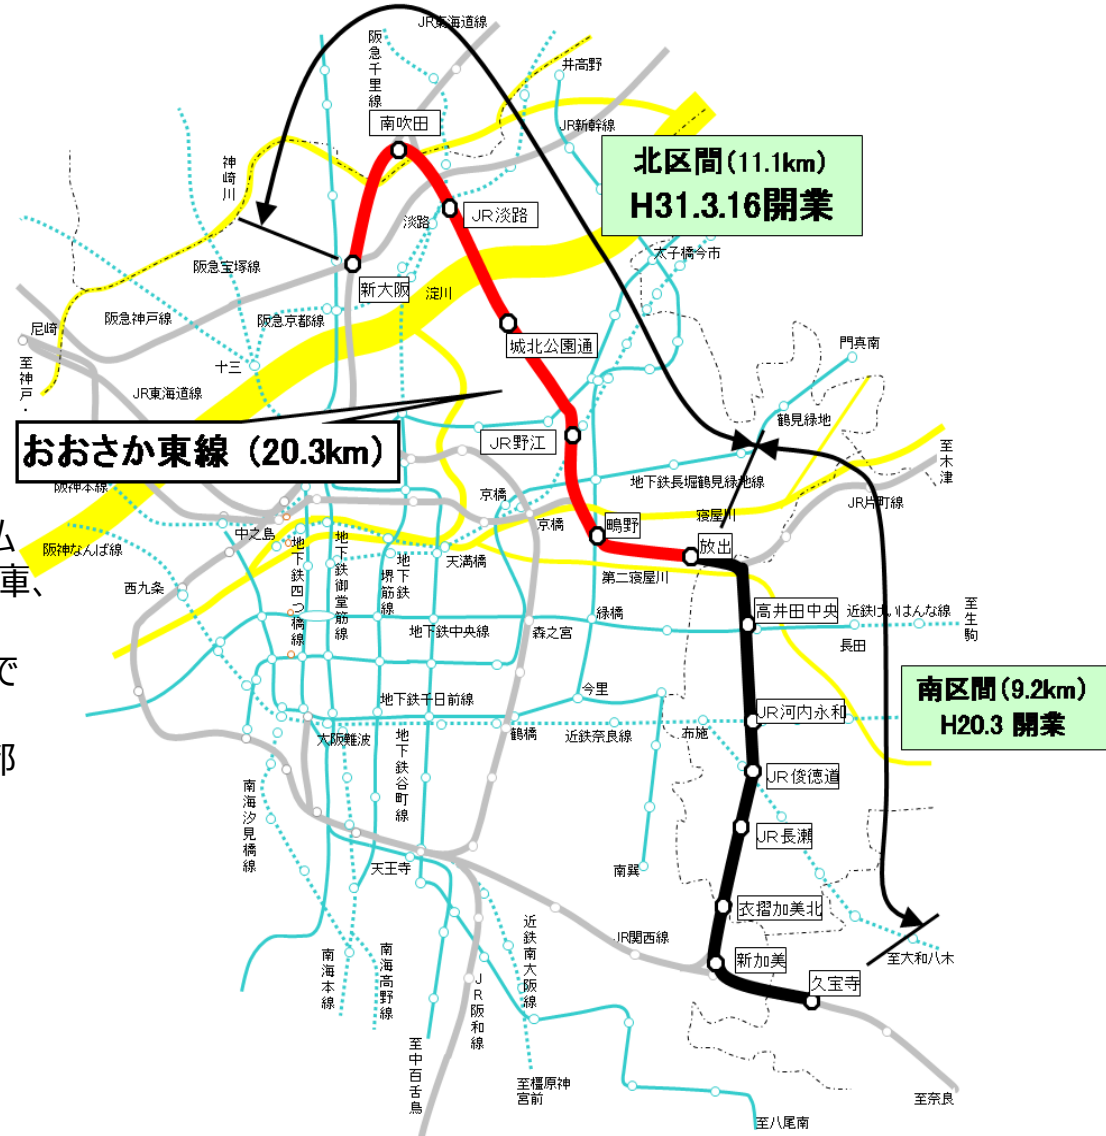 JR東海道線
阪急千里線
井高野
南吹田
JR新幹線
北区間(11.1km)
H31.3.16開業
神崎川
JR淡路
淡路
太子橋今市
阪急宝塚線
新大阪
淀川
阪急神戸線
阪急京都線
尼崎
至神戸・
城北公園通
門真南
十三
JR東海道線
鶴見緑地
おおさか東線 (20.3km)
JR野江
至木津
地下鉄長堀鶴見緑地線
阪神本線
京橋
JR片町線
京橋
寝屋川
鴫野
中之島
ム
阪神なんば線
地下鉄四つ橋線
地下鉄御堂筋線
地下鉄
堺筋線
天満橋
放出
庫、
第二寝屋川
西九条
緑橋
高井田中央
近鉄けいはんな線
至生駒
地下鉄中央線
森之宮
長田
で
今里
南区間(9.2km)
H20.3 開業
地下鉄千日前線
JR河内永和
大阪難波
地下鉄谷町線
鶴橋
近鉄奈良線
布施
部
JR俊徳道
南海汐見橋線
JR長瀬
天王寺
南巽
衣摺加美北
近鉄南大阪線
JR関西線
南海本線
南海高野線
JR阪和線
新加美
至大和八木
久宝寺
至中百舌鳥
至橿原神
宮前
至奈良
至八尾南